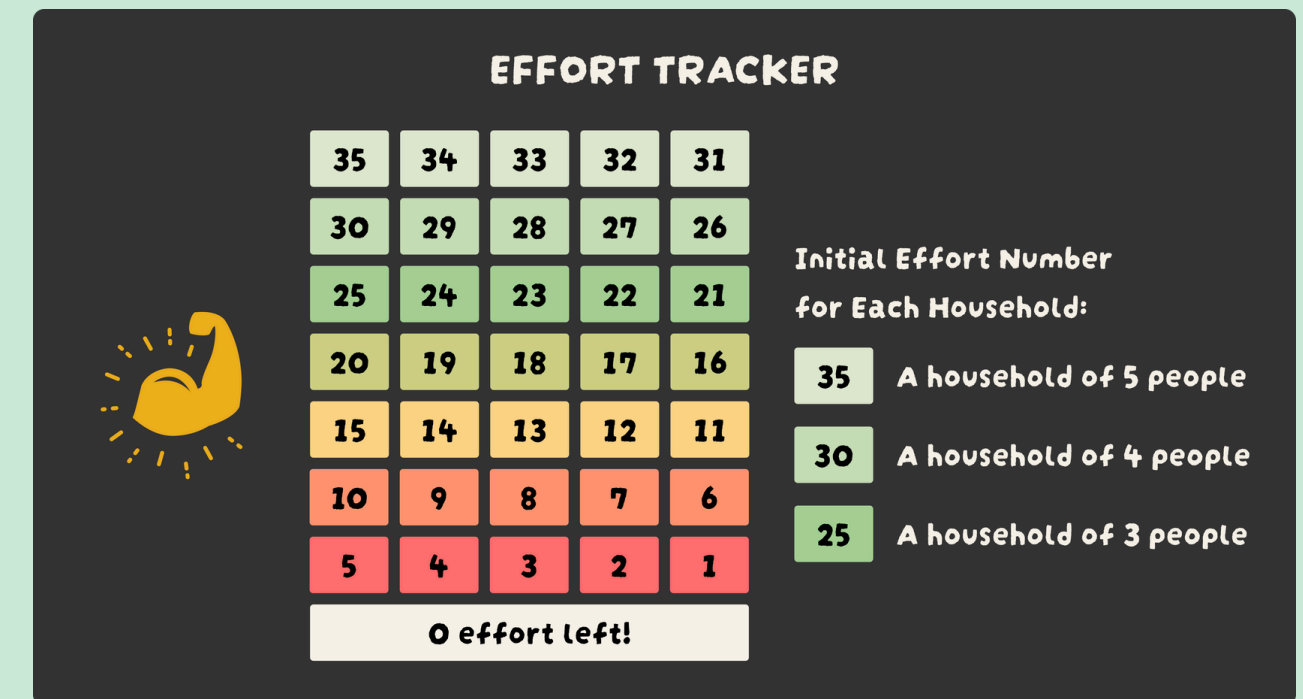 EFFORT TRACKER
35 34 33 32 31
30 29 28 27 26
25 24 23 22 21
20 19 18 17 16
15 14 13 12 11
10 9 8 7 6
5 4 3 2 1
0 effort left!
Initial Effort Number
for Each Household:
35 A household of 5 people
30 A household of 4 people
25 A household of 3 people